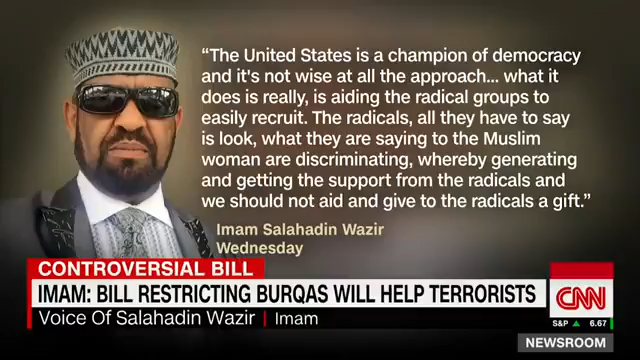 “The United States is a champion of democracy
and it's not wise at all the approach... what it
does is really, is aiding the radical groups to
easily recruit. The radicals, all they have to say
is look, what they are saying to the Muslim
woman are discriminating, whereby generating
and getting the support from the radicals and
we should not aid and give to the radicals a gift.”
Imam Salahadin Wazir
Wednesday
CONTROVERSIAL BILL
IMAM: BILL RESTRICTING BURQAS WILL HELP TERRORISTS
Voice Of Salahadin Wazir | Imam
CNN
S&P ▲ 6.67
NEWSROOM